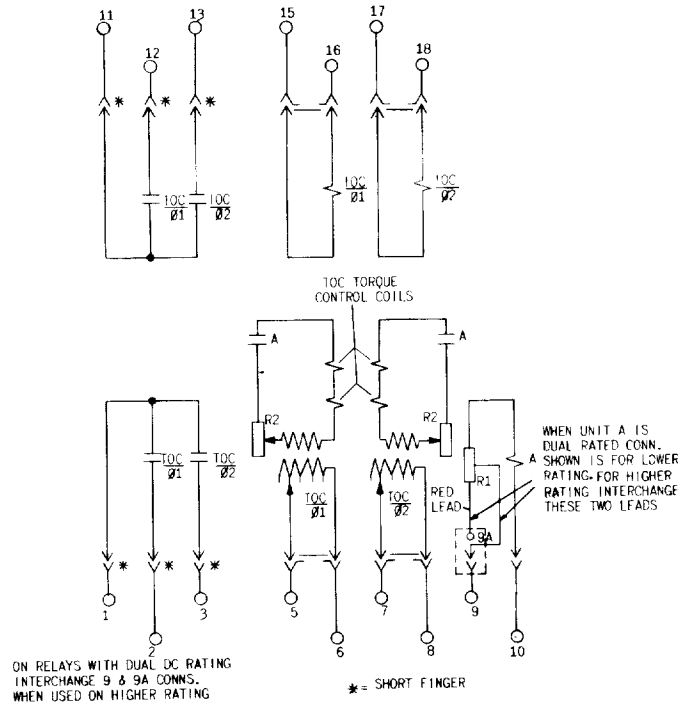 11
12
13
15
16
17
18
*
*
*
TOC
Ø1
TOC
Ø2
TOC
Ø1
TOC
Ø2
TOC TORQUE
CONTROL COILS
A
A
R2
R2
TOC
Ø1
TOC
Ø2
TOC
Ø1
TOC
Ø2
RED
LEAD
R1
A
9A
WHEN UNIT A IS
DUAL RATED CONN.
SHOWN IS FOR LOWER
RATING. FOR HIGHER
RATING INTERCHANGE
THESE TWO LEADS
*
*
*
1
2
3
5
6
7
8
9
10
ON RELAYS WITH DUAL DC RATING
INTERCHANGE 9 & 9A CONNS.
WHEN USED ON HIGHER RATING
*= SHORT FINGER